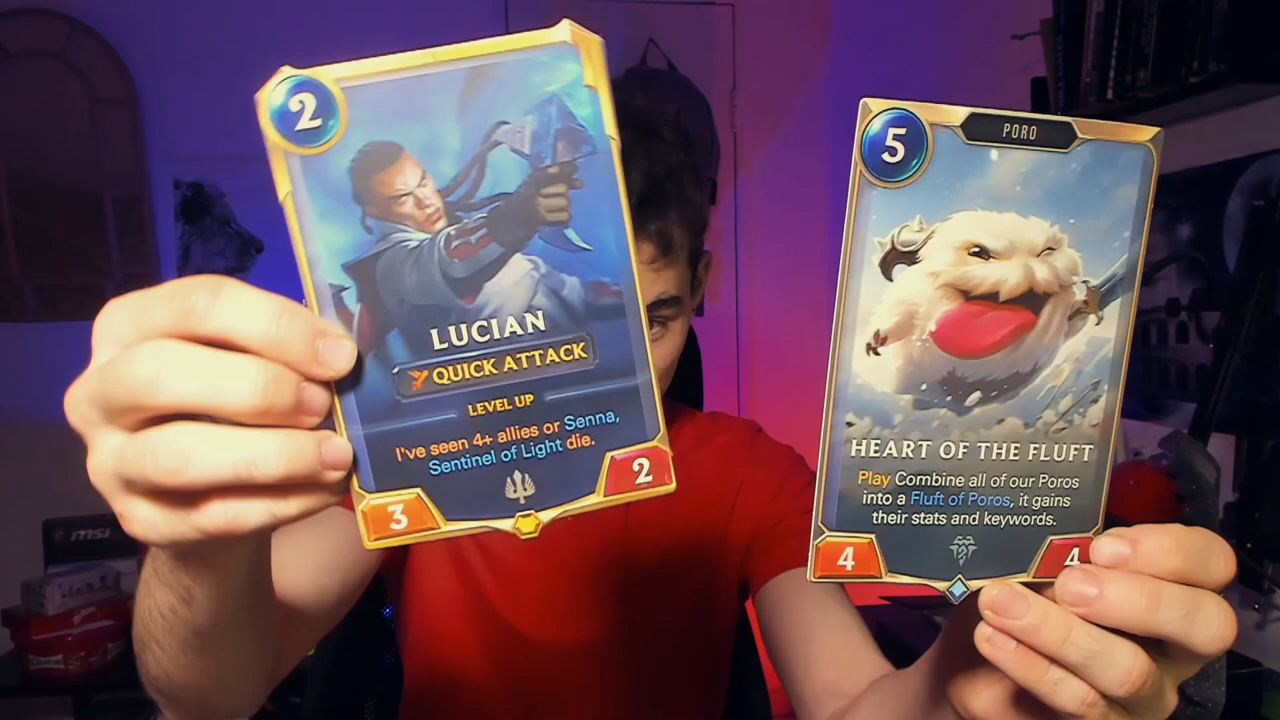 2
LUCIAN
QUICK ATTACK
LEVEL UP
I've seen 4+ allies or Senna,
Sentinel of Light die.
3
2
5
PORO
HEART OF THE FLUFT
Play Combine all of our Poros
into a Fluft of Poros, it gains
their stats and keywords.
4
4
msi